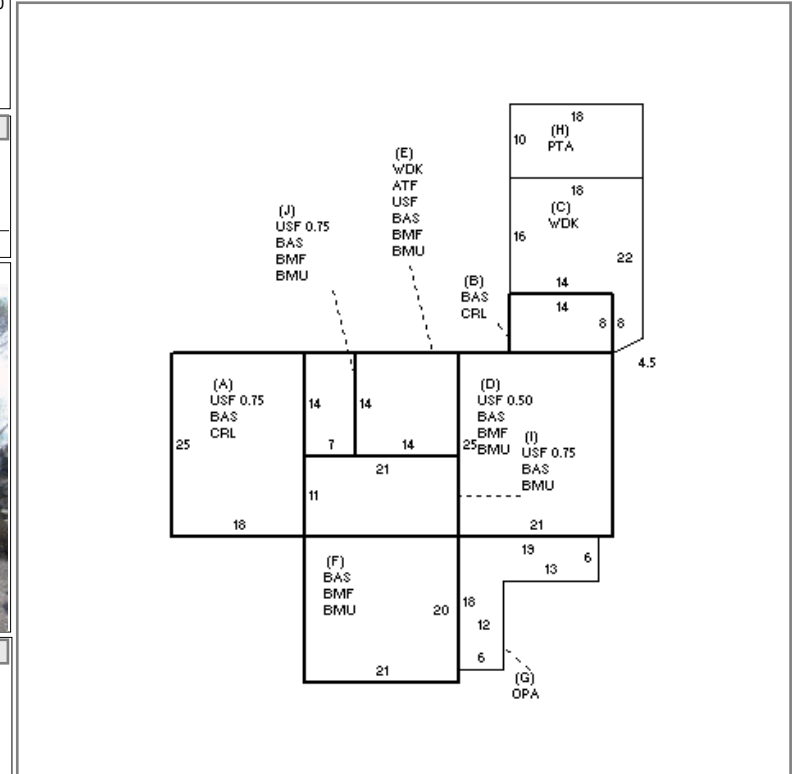 18
10
(H)
PTA
(E)
WDK
ATF
USF
BAS
BMF
BMU
18
(C)
WDK
16
22
(J)
USF 0.75
BAS
BMF
BMU
14
(B)
BAS
CRL
14
8 8
4.5
(A)
USF 0.75
BAS
CRL
25
18
14
7
14
14
(D)
USF 0.50
BAS
BMF
BMU
25
(I)
USF 0.75
BAS
BMU
21
11
21
19
13
6
(F)
BAS
BMF
BMU
20
21
18
12
6
(G)
OPA